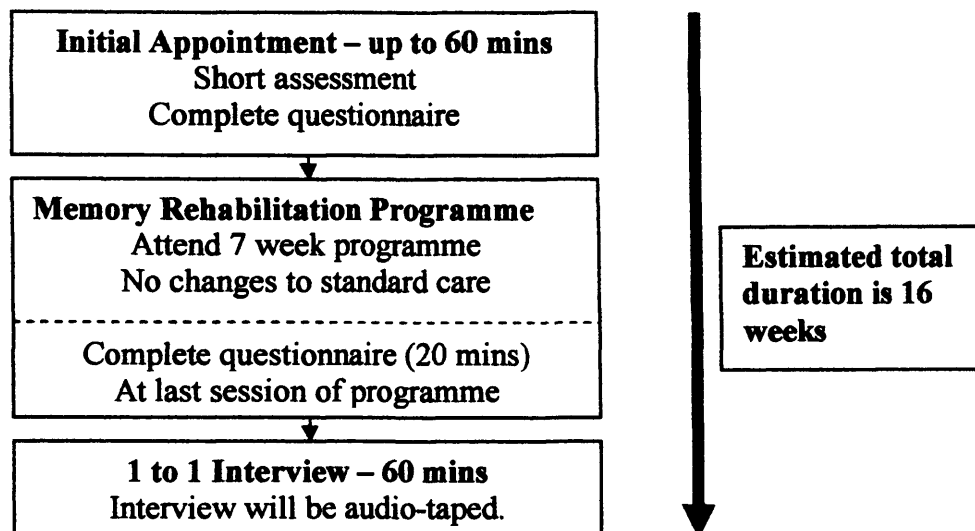 Initial Appointment – up to 60 mins
Short assessment
Complete questionnaire
Memory Rehabilitation Programme
Attend 7 week programme
No changes to standard care
Complete questionnaire (20 mins)
At last session of programme
1 to 1 Interview – 60 mins
Interview will be audio-taped.
Estimated total
duration is 16
weeks